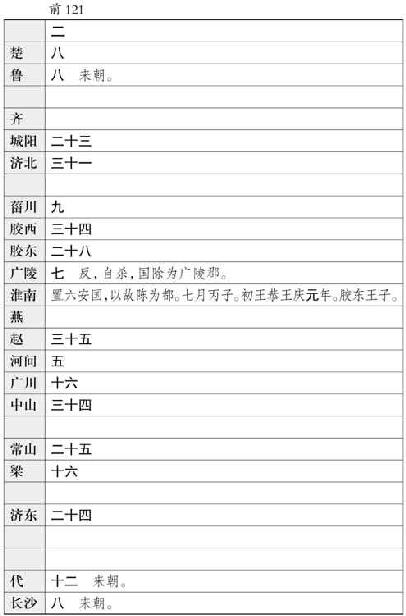 前 121
二
楚 八
鲁 八 来朝。
齐
城阳 二十三
济北 三十一
菑川 九
胶西 三十四
胶东 二十八
广陵 七 反,自杀,国除为广陵郡。
淮南 置六安国,以故陈为都。七月丙子。初王恭王庆元年。胶东王子。
燕
赵 三十五
河间 五
广川 十六
中山 三十四
常山 二十五
梁 十六
济东 二十四
代 十二 来朝。
长沙 八 来朝。